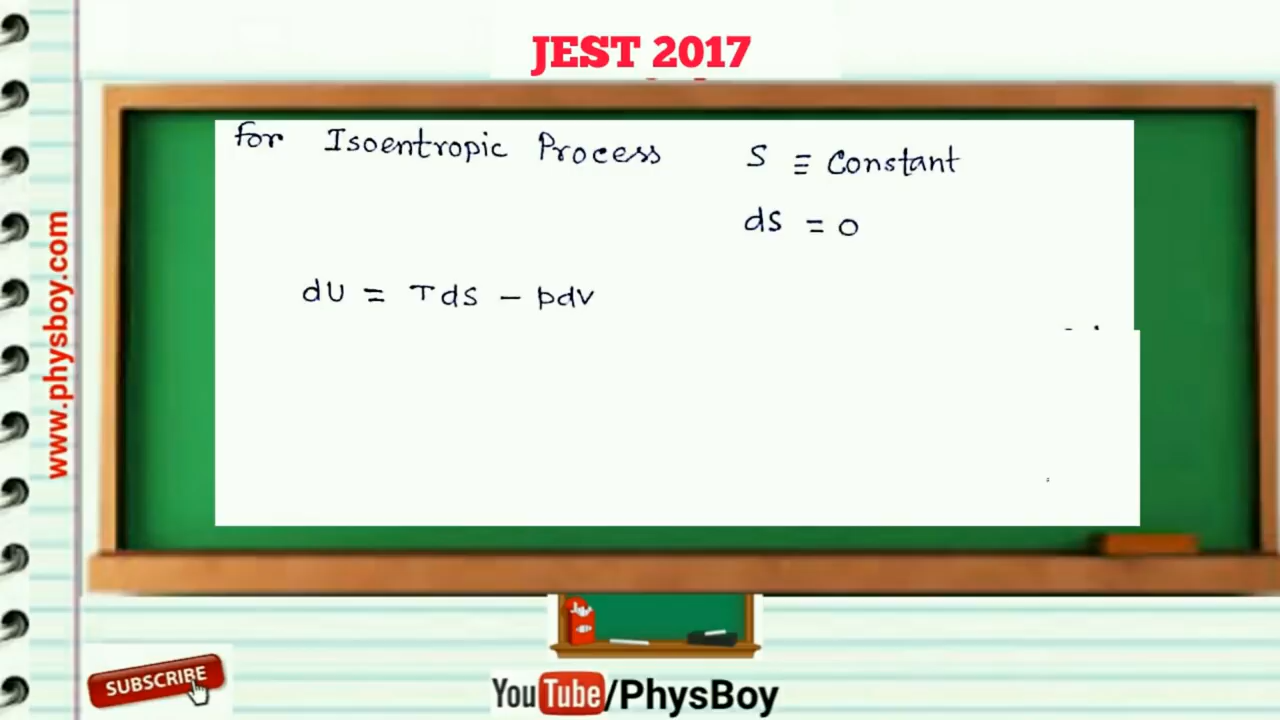 JEST 2017
for Isoentropic Process S ≡ Constant
dS = 0
dU = TdS - pdv
www.physboy.com
SUBSCRIBE
YouTube/PhysBoy